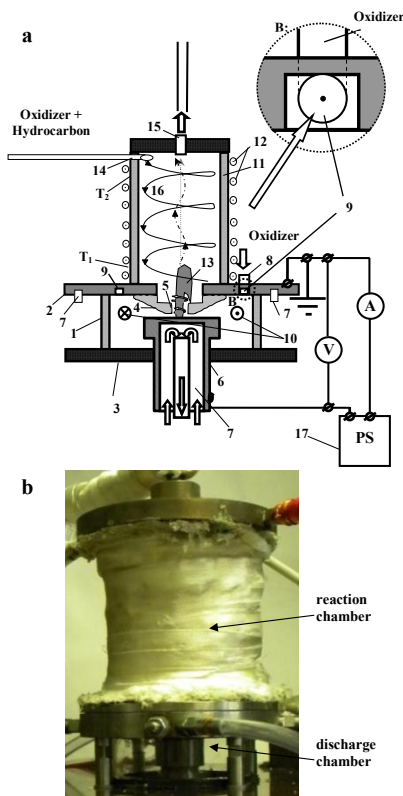 a
B:
Oxidizer
Oxidizer +
Hydrocarbon
15
14
12
11
T2
16
Oxidizer
9
T1
13
8
9
5
2
7
4
B
7
A
1
10
V
3
6
7
17
PS
b
reaction
chamber
discharge
chamber